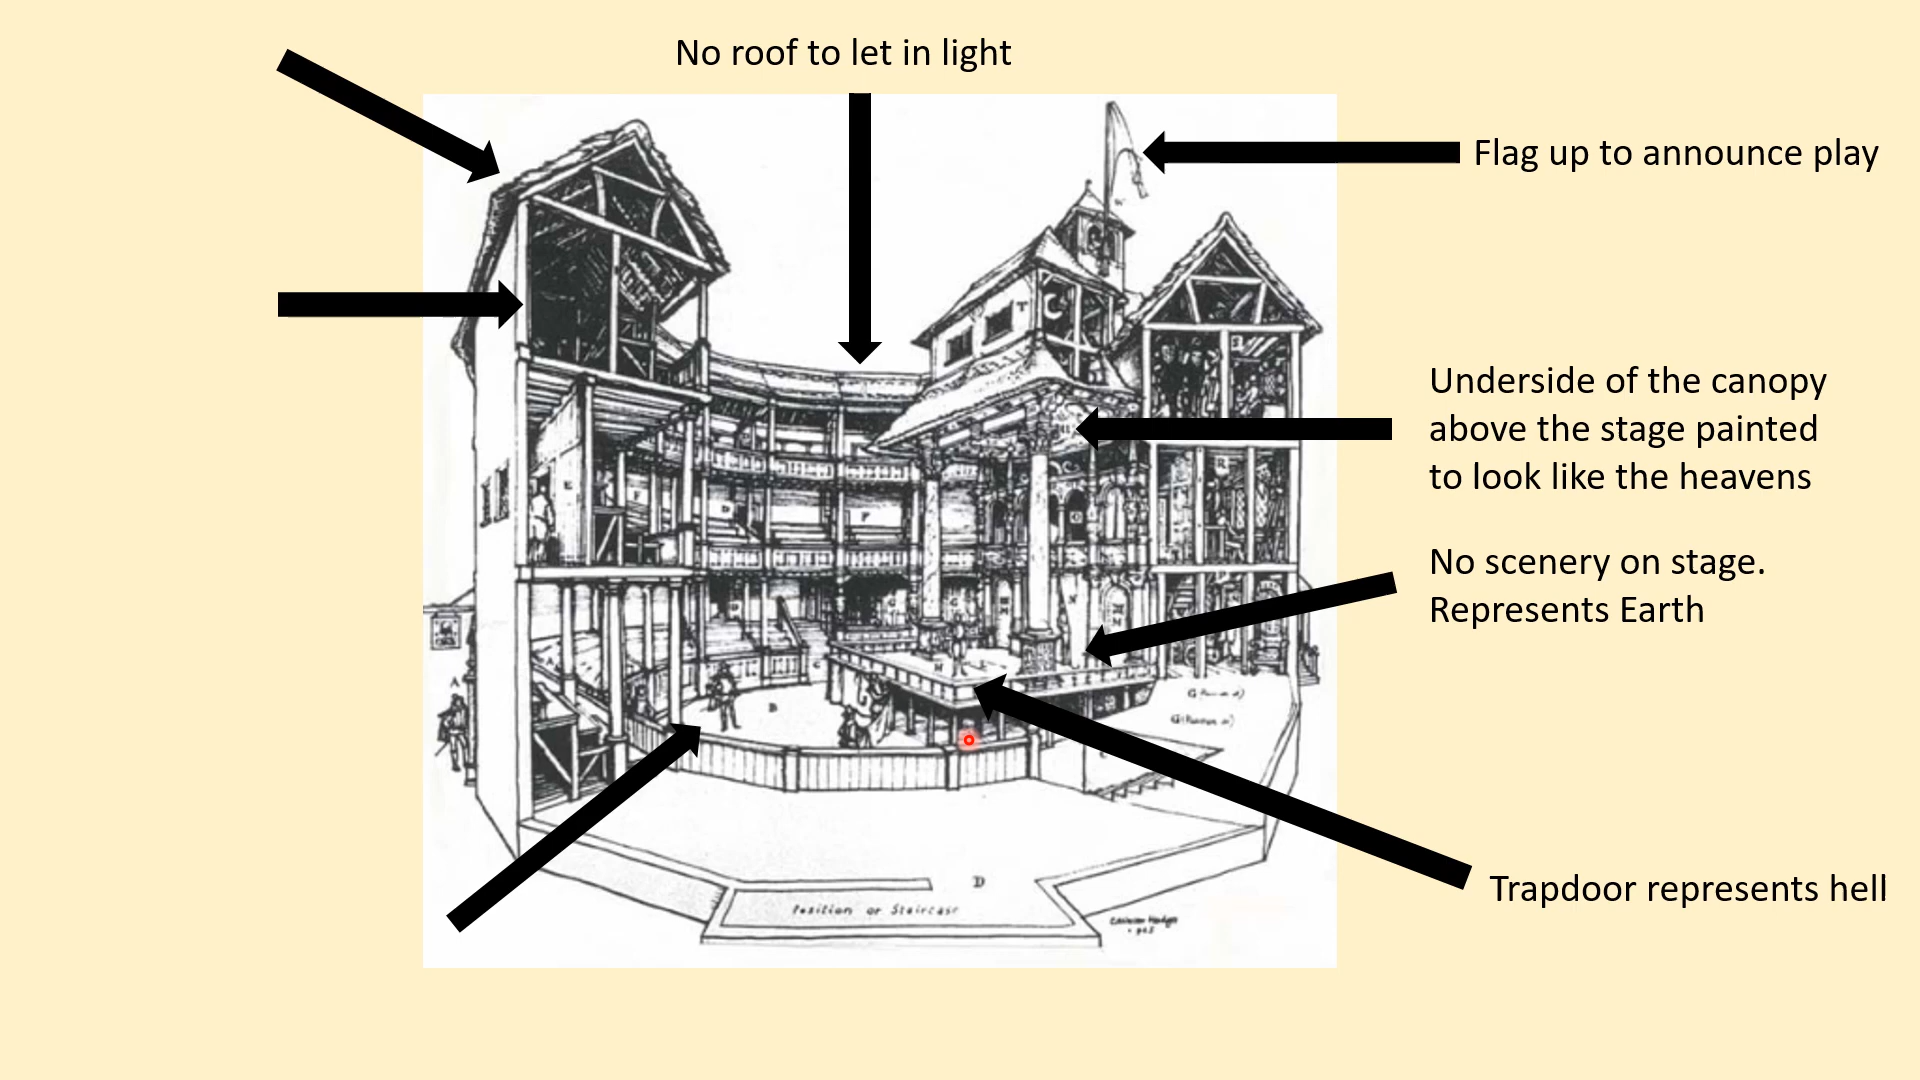 No roof to let in light
Flag up to announce play
Underside of the canopy
above the stage painted
to look like the heavens
No scenery on stage.
Represents Earth
Trapdoor represents hell
T
E
F
D
F
A
B
C
H
G
D
Position of Staircase